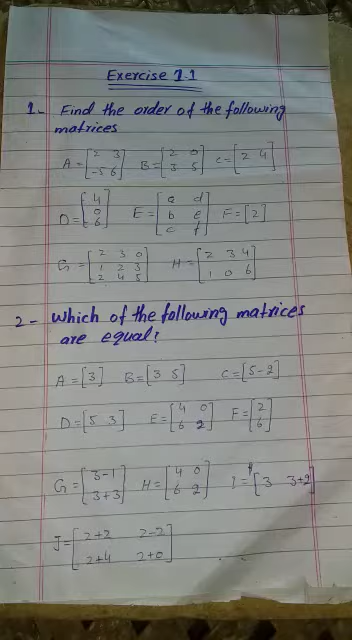 Exercise 1.1
1- Find the order of the following
matrices
A = [2 3; -5 6] B = [2 0; 3 5] C = [2 4]
D = [4; 0; 6] E = [a d; b e; c f] F = [2]
G = [2 3 0; 1 2 3; 2 4 5] H = [2 3 4; 1 0 6]
2- Which of the following matrices
are equal?
A = [3] B = [3 5] C = [5-2]
D = [5 3] E = [4 0; 6 2] F = [2; 6]
G = [3-1; 3+3] H = [4 0; 6 2] I = [3 3+2]
J = [2+2 2-2; 2+4 2+0]